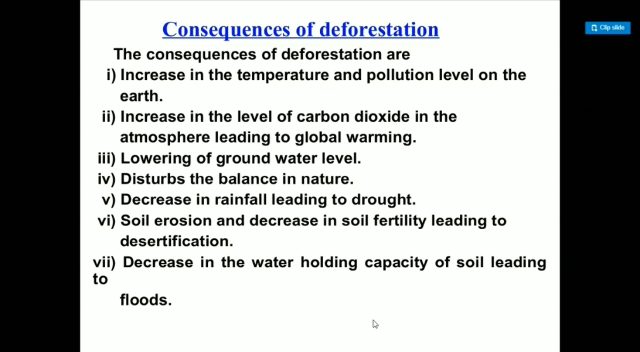 Consequences of deforestation
Clip slide
The consequences of deforestation are
i) Increase in the temperature and pollution level on the
earth.
ii) Increase in the level of carbon dioxide in the
atmosphere leading to global warming.
iii) Lowering of ground water level.
iv) Disturbs the balance in nature.
v) Decrease in rainfall leading to drought.
vi) Soil erosion and decrease in soil fertility leading to
desertification.
vii) Decrease in the water holding capacity of soil leading
to
floods.